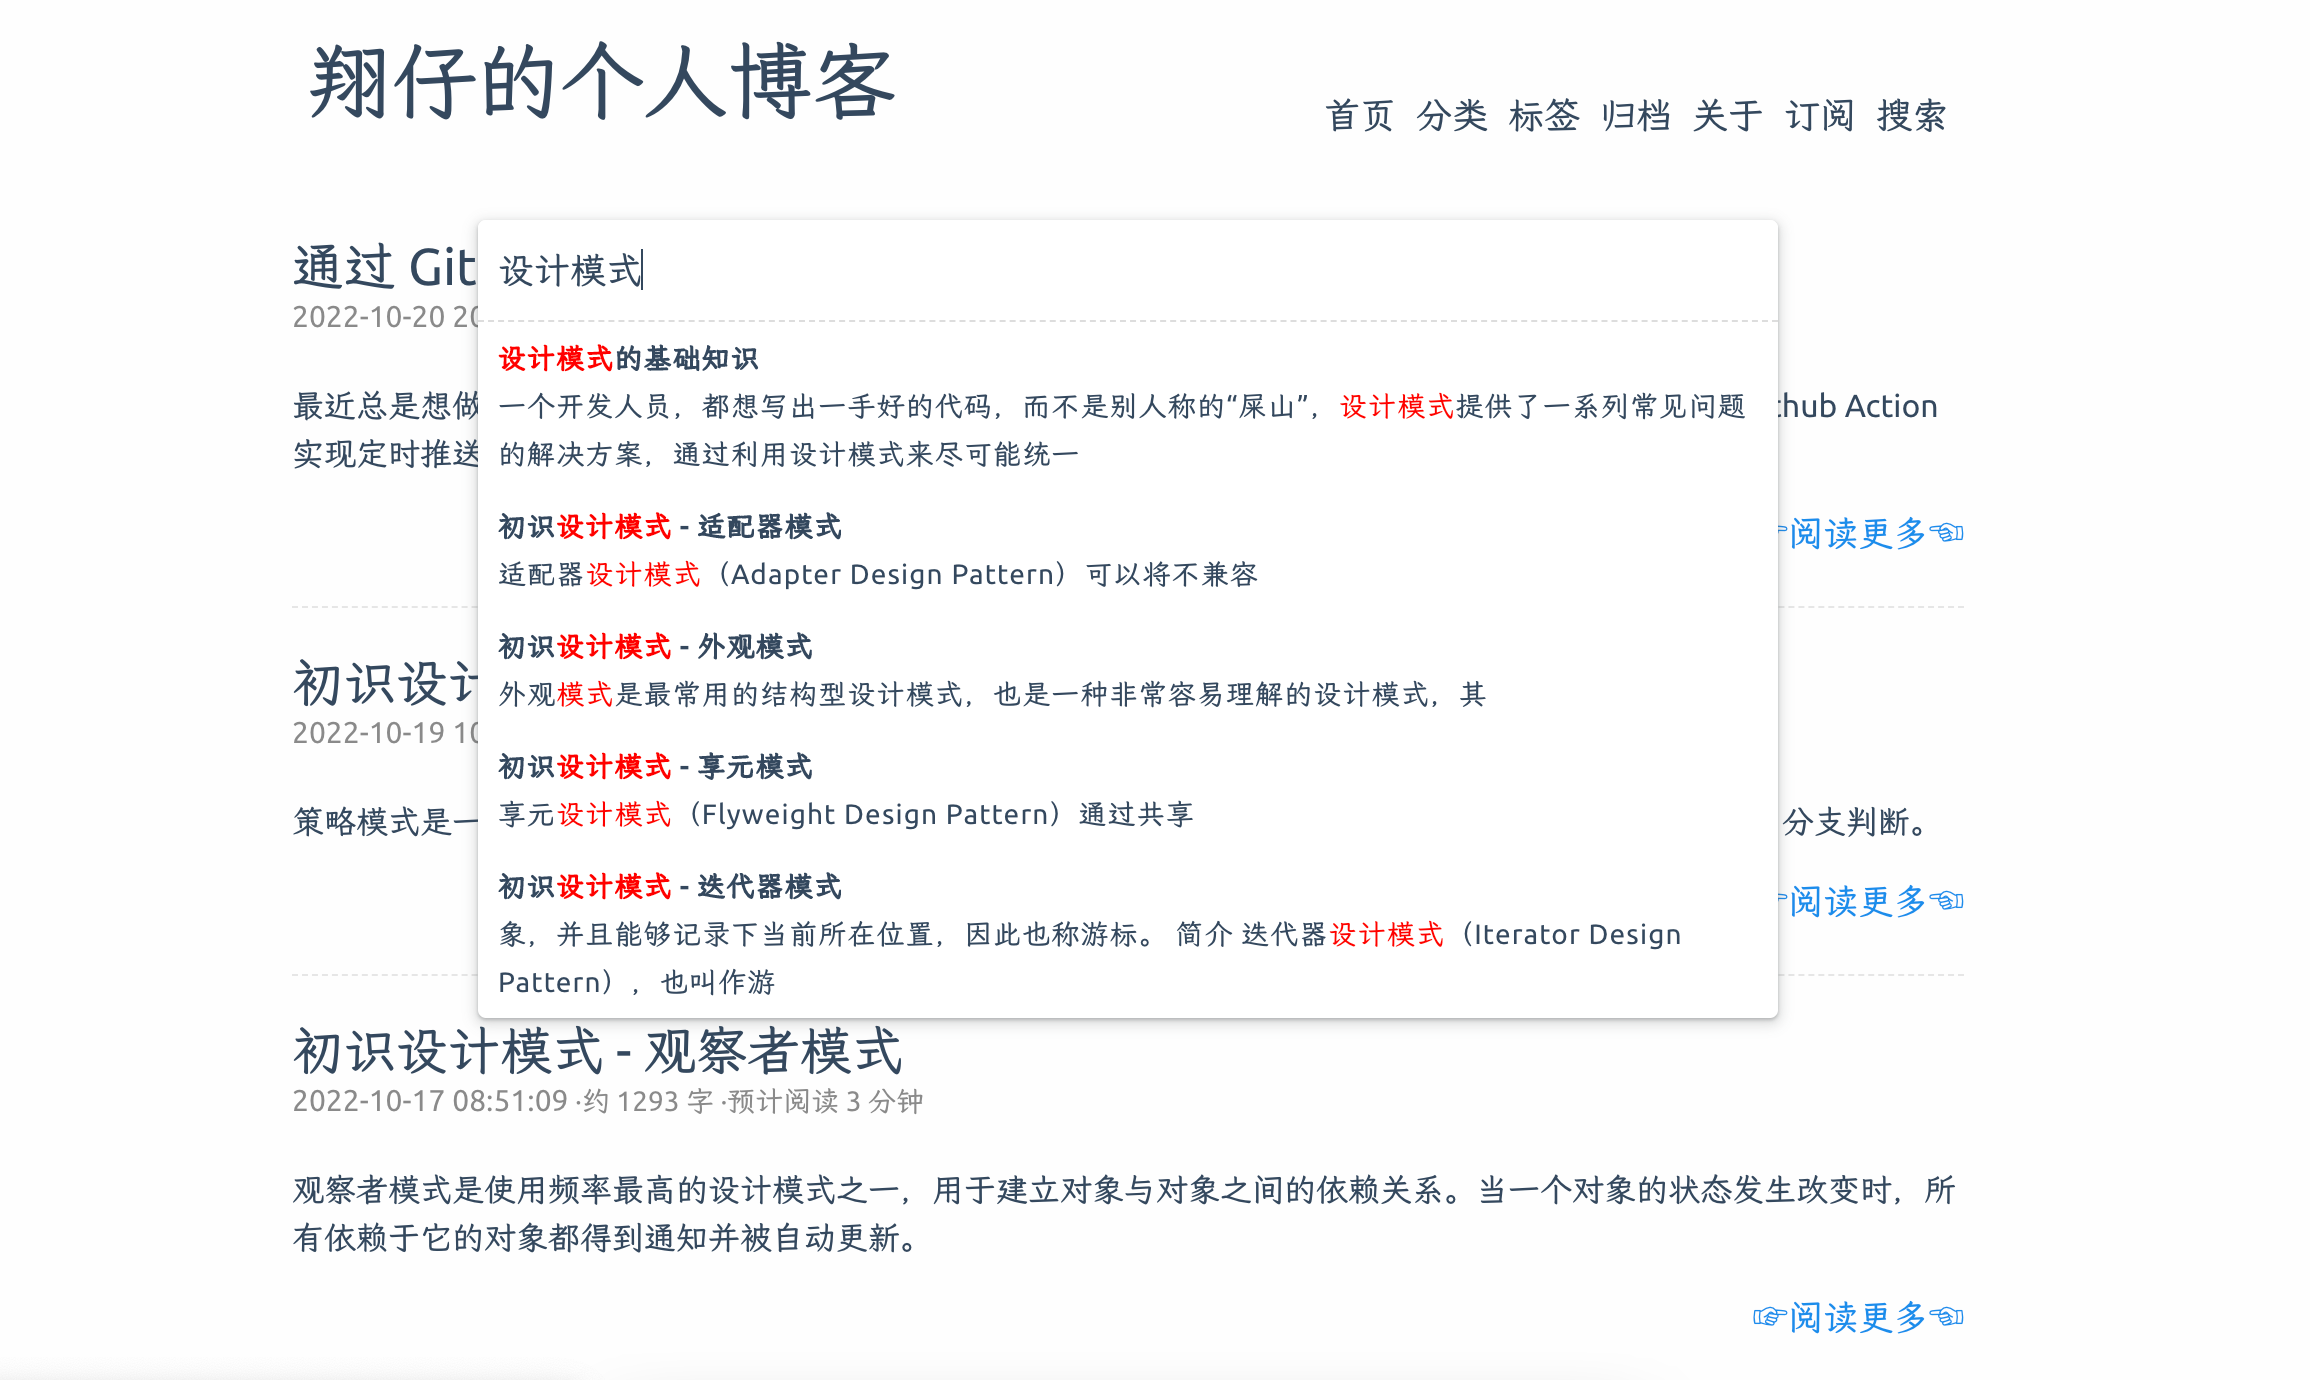 翔仔的个人博客
首页 分类 标签 归档 关于 订阅 搜索
通过 Git
2022-10-20 20
最近总是想做
thub Action
实现定时推送
阅读更多☜
设计模式
设计模式的基础知识
一个开发人员，都想写出一手好的代码，而不是别人称的“屎山”，设计模式提供了一系列常见问题
的解决方案，通过利用设计模式来尽可能统一
初识设计模式 - 适配器模式
适配器设计模式（Adapter Design Pattern）可以将不兼容
初识设计模式 - 外观模式
外观模式是最常用的结构型设计模式，也是一种非常容易理解的设计模式，其
初识设计模式 - 享元模式
享元设计模式（Flyweight Design Pattern）通过共享
初识设计模式 - 迭代器模式
象，并且能够记录下当前所在位置，因此也称游标。 简介 迭代器设计模式（Iterator Design
Pattern），也叫作游
初识设计
2022-10-19 10
策略模式是一
分支判断。
阅读更多☜
初识设计模式 - 观察者模式
2022-10-17 08:51:09 ·约 1293 字 ·预计阅读 3 分钟
观察者模式是使用频率最高的设计模式之一，用于建立对象与对象之间的依赖关系。当一个对象的状态发生改变时，所
有依赖于它的对象都得到通知并被自动更新。
☞阅读更多☜